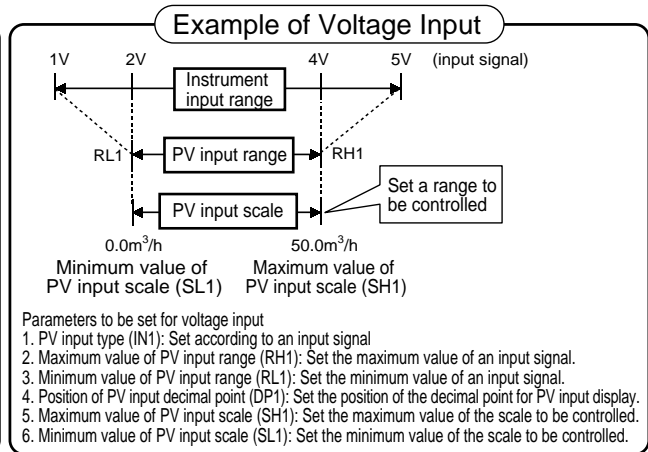 Example of Voltage Input
1V 2V 4V 5V (input signal)
Instrument
input range
RL1 PV input range RH1
Set a range to
be controlled
PV input scale
0.0m³/h 50.0m³/h
Minimum value of Maximum value of
PV input scale (SL1) PV input scale (SH1)
Parameters to be set for voltage input
1. PV input type (IN1): Set according to an input signal
2. Maximum value of PV input range (RH1): Set the maximum value of an input signal.
3. Minimum value of PV input range (RL1): Set the minimum value of an input signal.
4. Position of PV input decimal point (DP1): Set the position of the decimal point for PV input display.
5. Maximum value of PV input scale (SH1): Set the maximum value of the scale to be controlled.
6. Minimum value of PV input scale (SL1): Set the minimum value of the scale to be controlled.